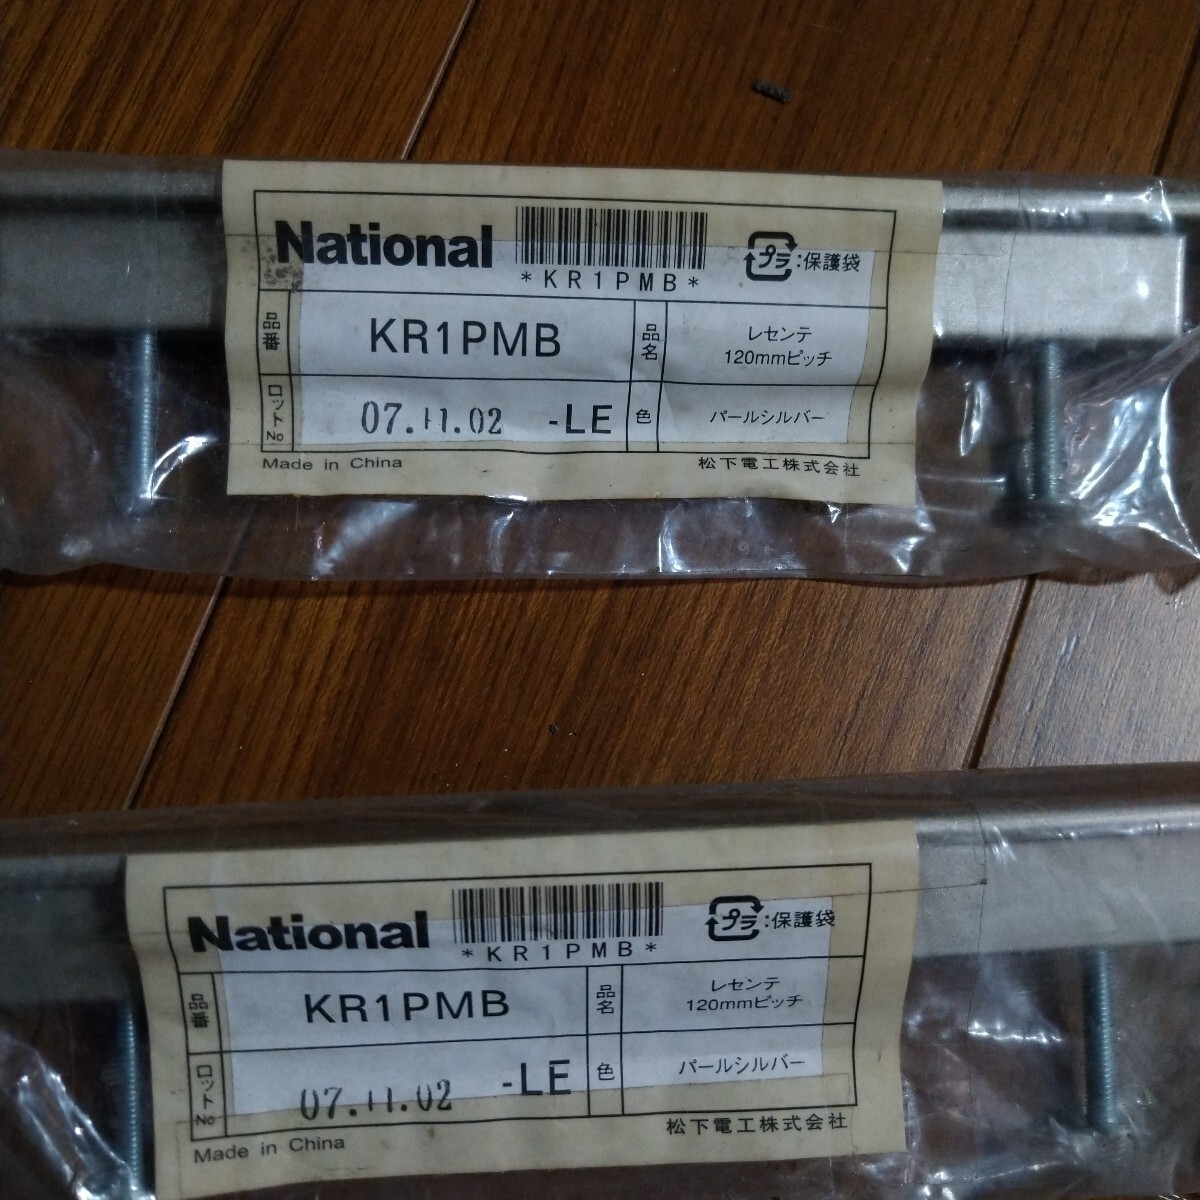 National
*KR1PMB*
プラ:保護袋
品番
KR1PMB
品名
レセンテ
120mmピッチ
ロットNo
07.11.02 -LE
色
パールシルバー
Made in China
松下電工株式会社
National
*KR1PMB*
プラ:保護袋
品番
KR1PMB
品名
レセンテ
120mmピッチ
ロットNo
07.11.02 -LE
色
パールシルバー
Made in China
松下電工株式会社